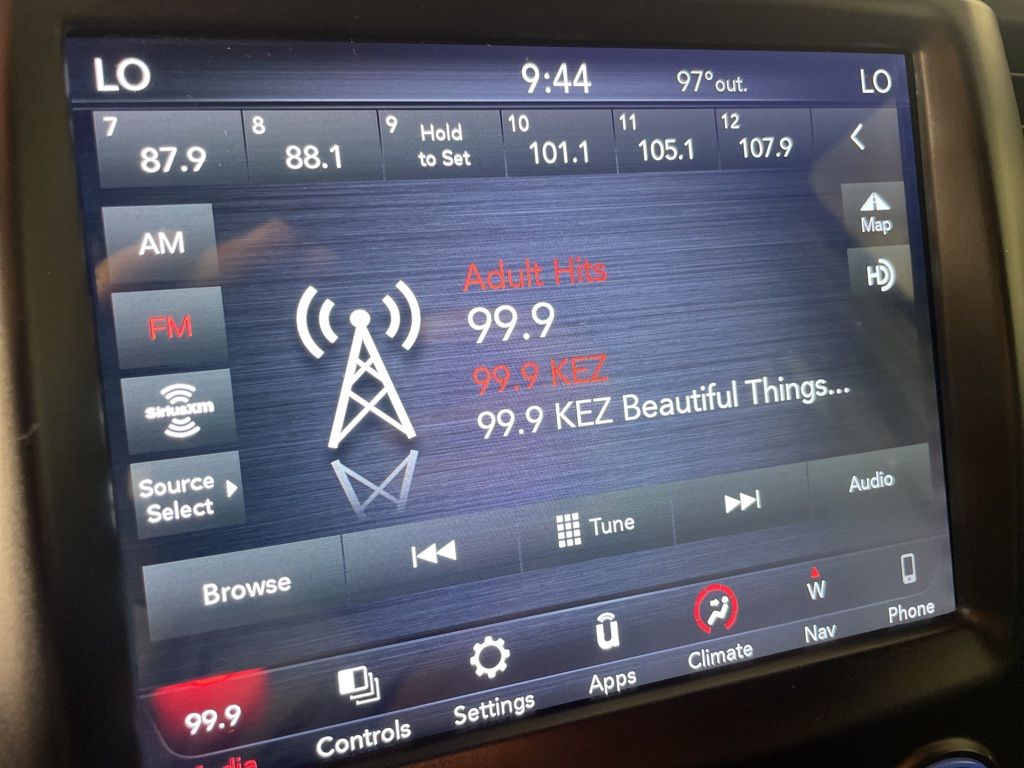 LO
9:44
97° out.
LO
7
87.9
8
88.1
9
Hold
to Set
10
101.1
11
105.1
12
107.9
AM
Adult Hits
99.9
99.9 KEZ
99.9 KEZ Beautiful Things...
Map
HD
FM
SiriusXM
Source
Select
Browse
Tune
Audio
99.9
Controls
Settings
u
Apps
Climate
W
Nav
Phone